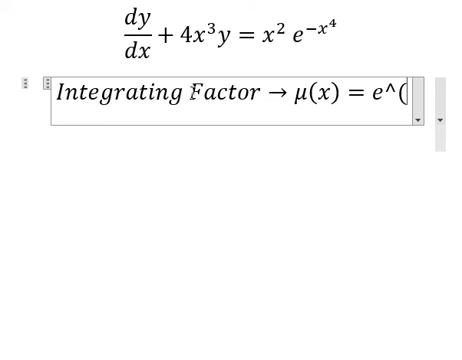 dy/dx + 4x³y = x² e^(−x⁴)
Integrating Factor → μ(x) = e^(